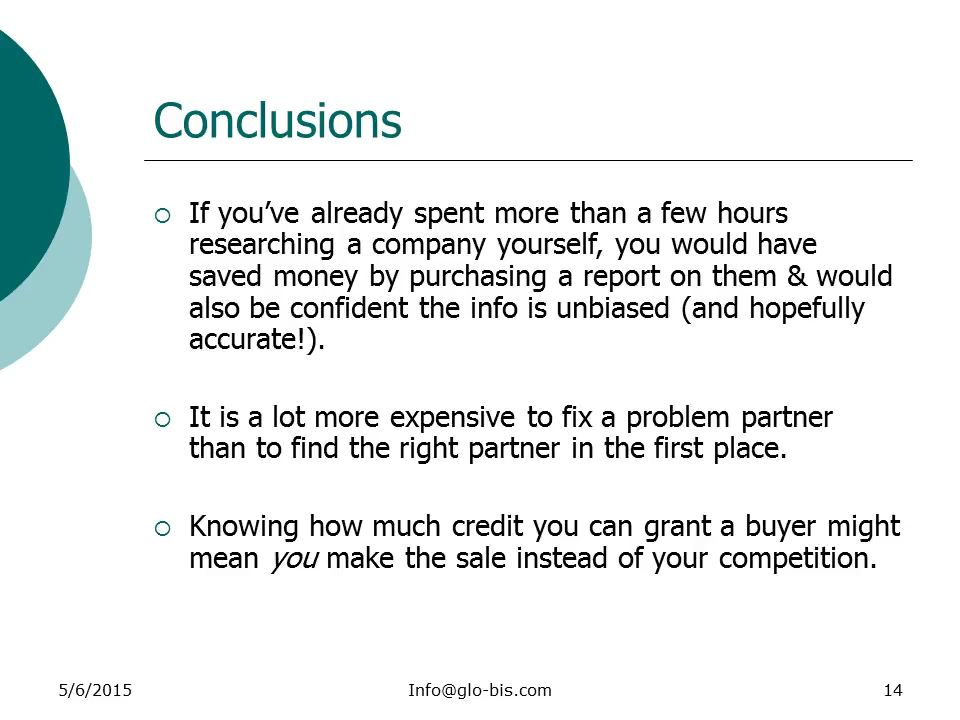 Conclusions
If you’ve already spent more than a few hours
researching a company yourself, you would have
saved money by purchasing a report on them & would
also be confident the info is unbiased (and hopefully
accurate!).
It is a lot more expensive to fix a problem partner
than to find the right partner in the first place.
Knowing how much credit you can grant a buyer might
mean you make the sale instead of your competition.
5/6/2015
Info@glo-bis.com
14